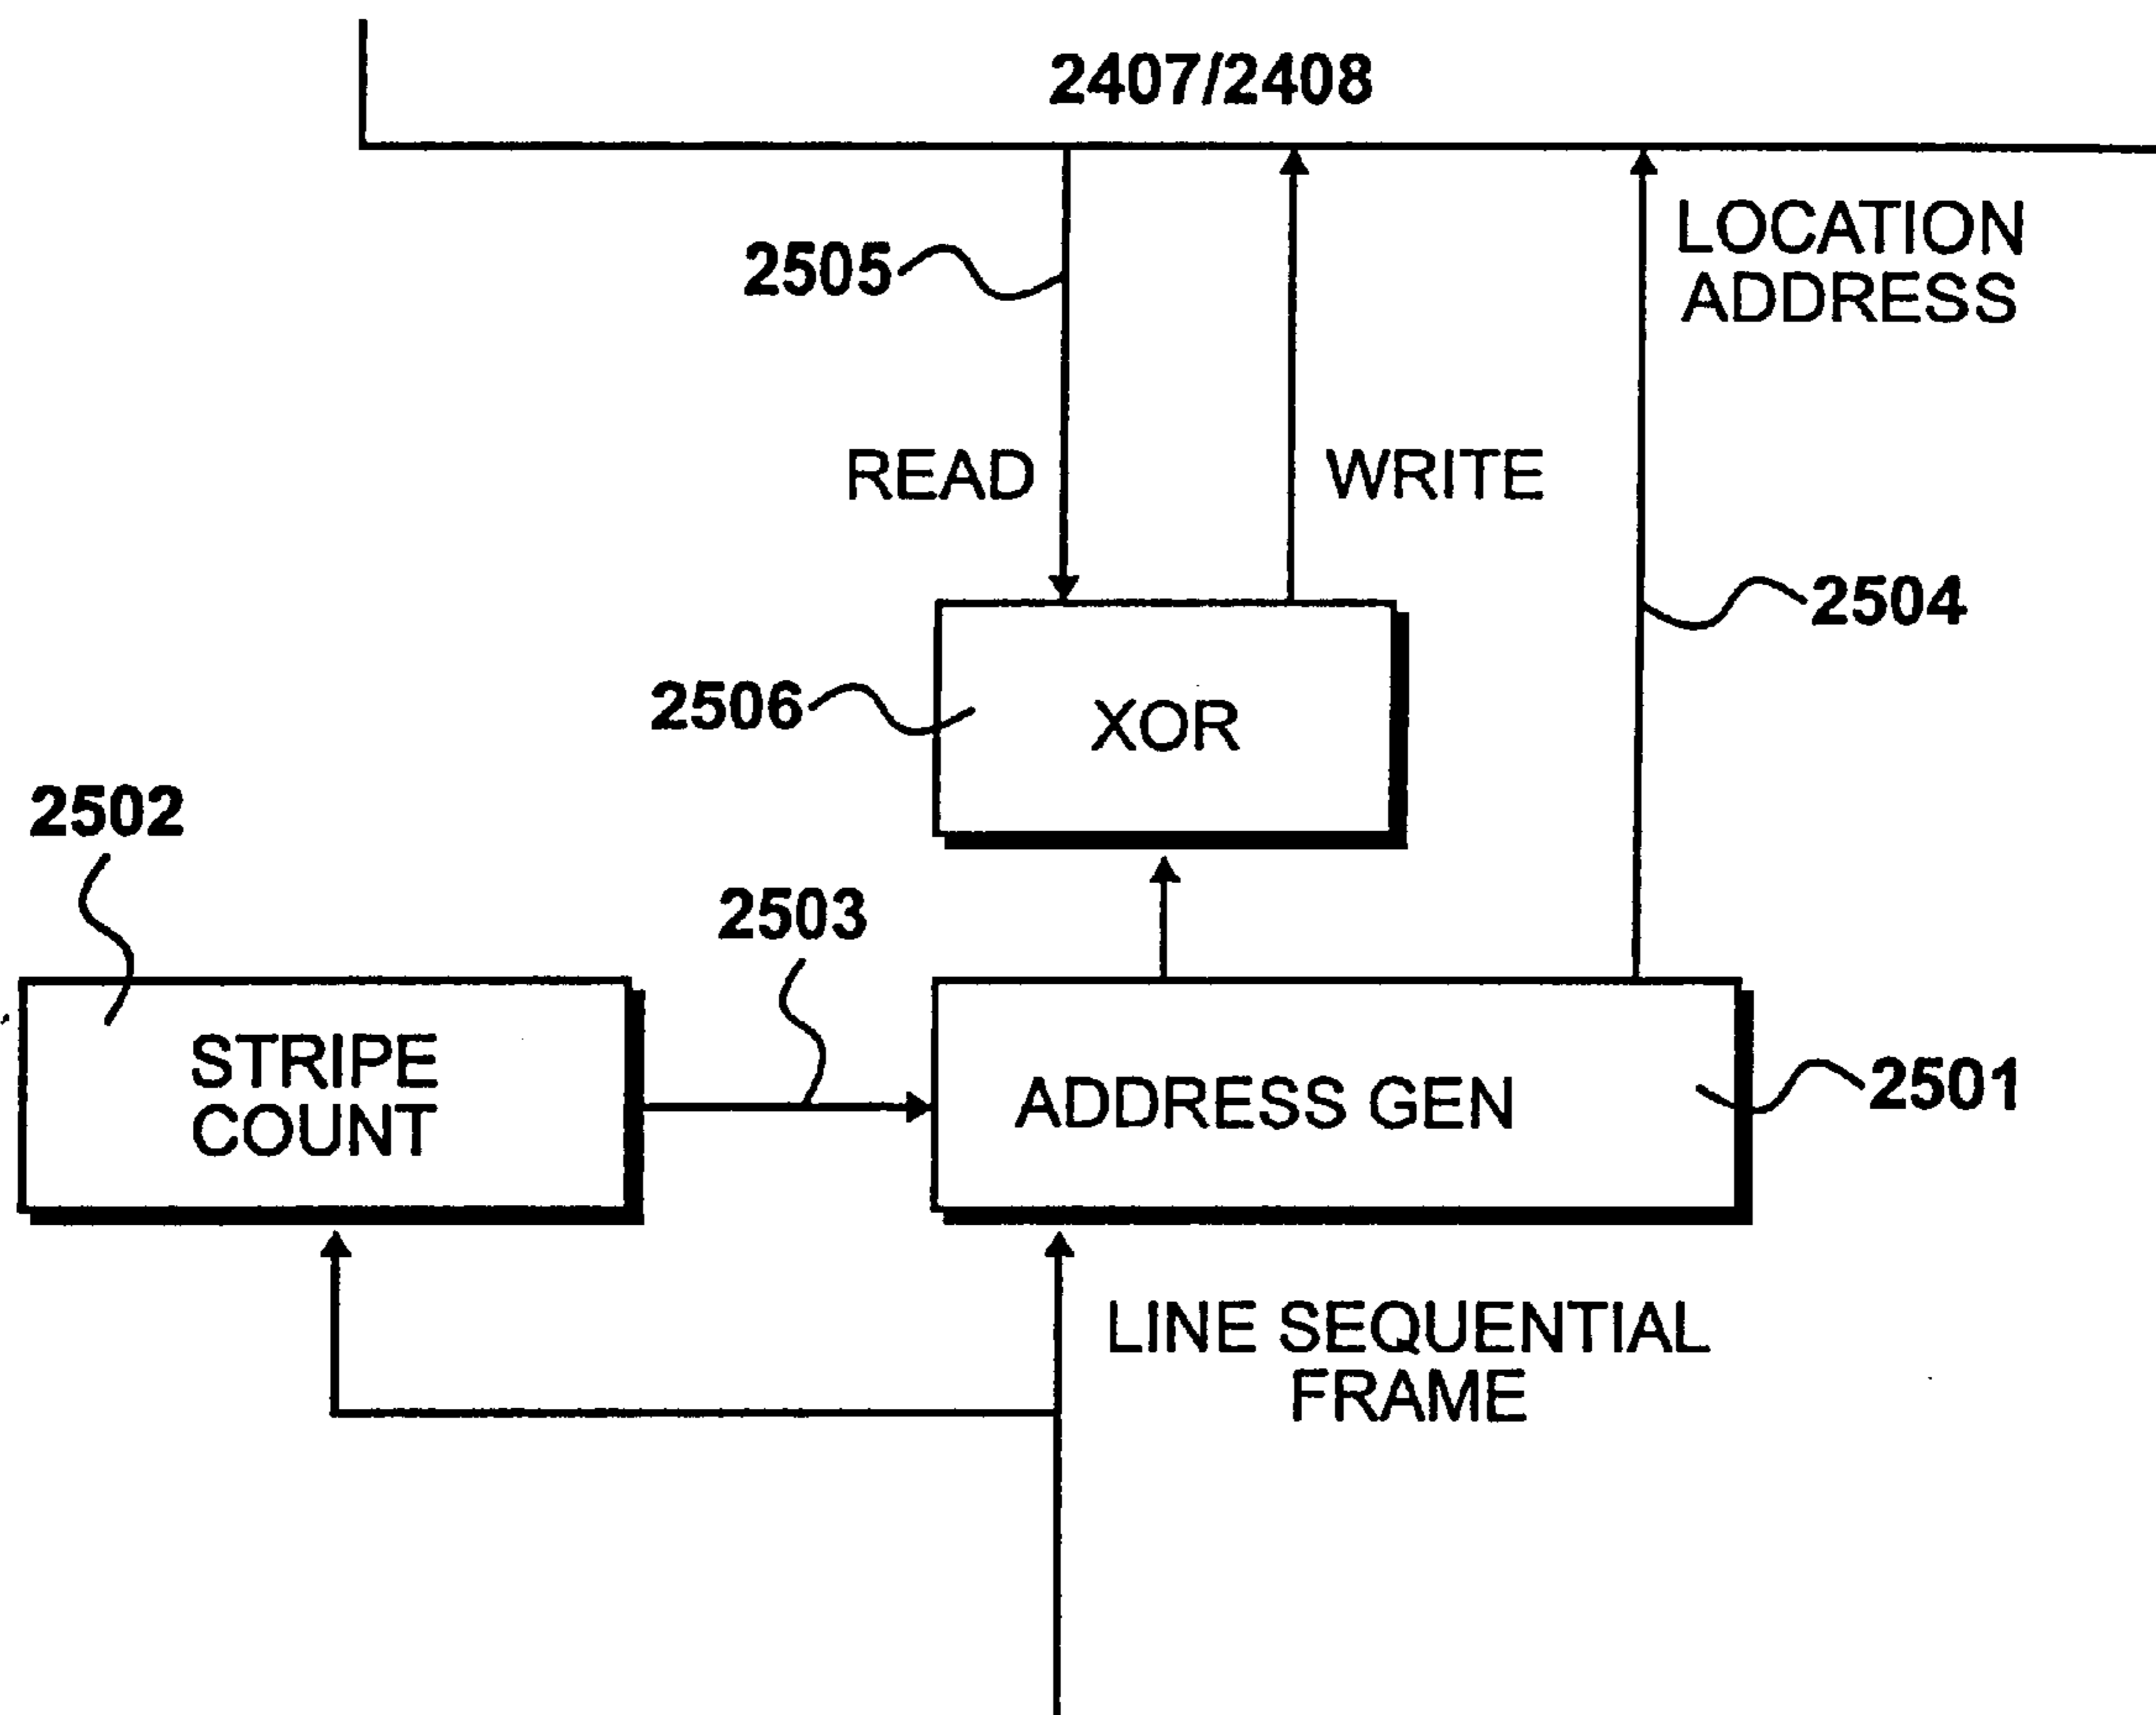 2407/2408
LOCATION
ADDRESS
2505
READ
WRITE
2504
2506
XOR
2502
2503
STRIPE
COUNT
ADDRESS GEN
2501
LINE SEQUENTIAL
FRAME